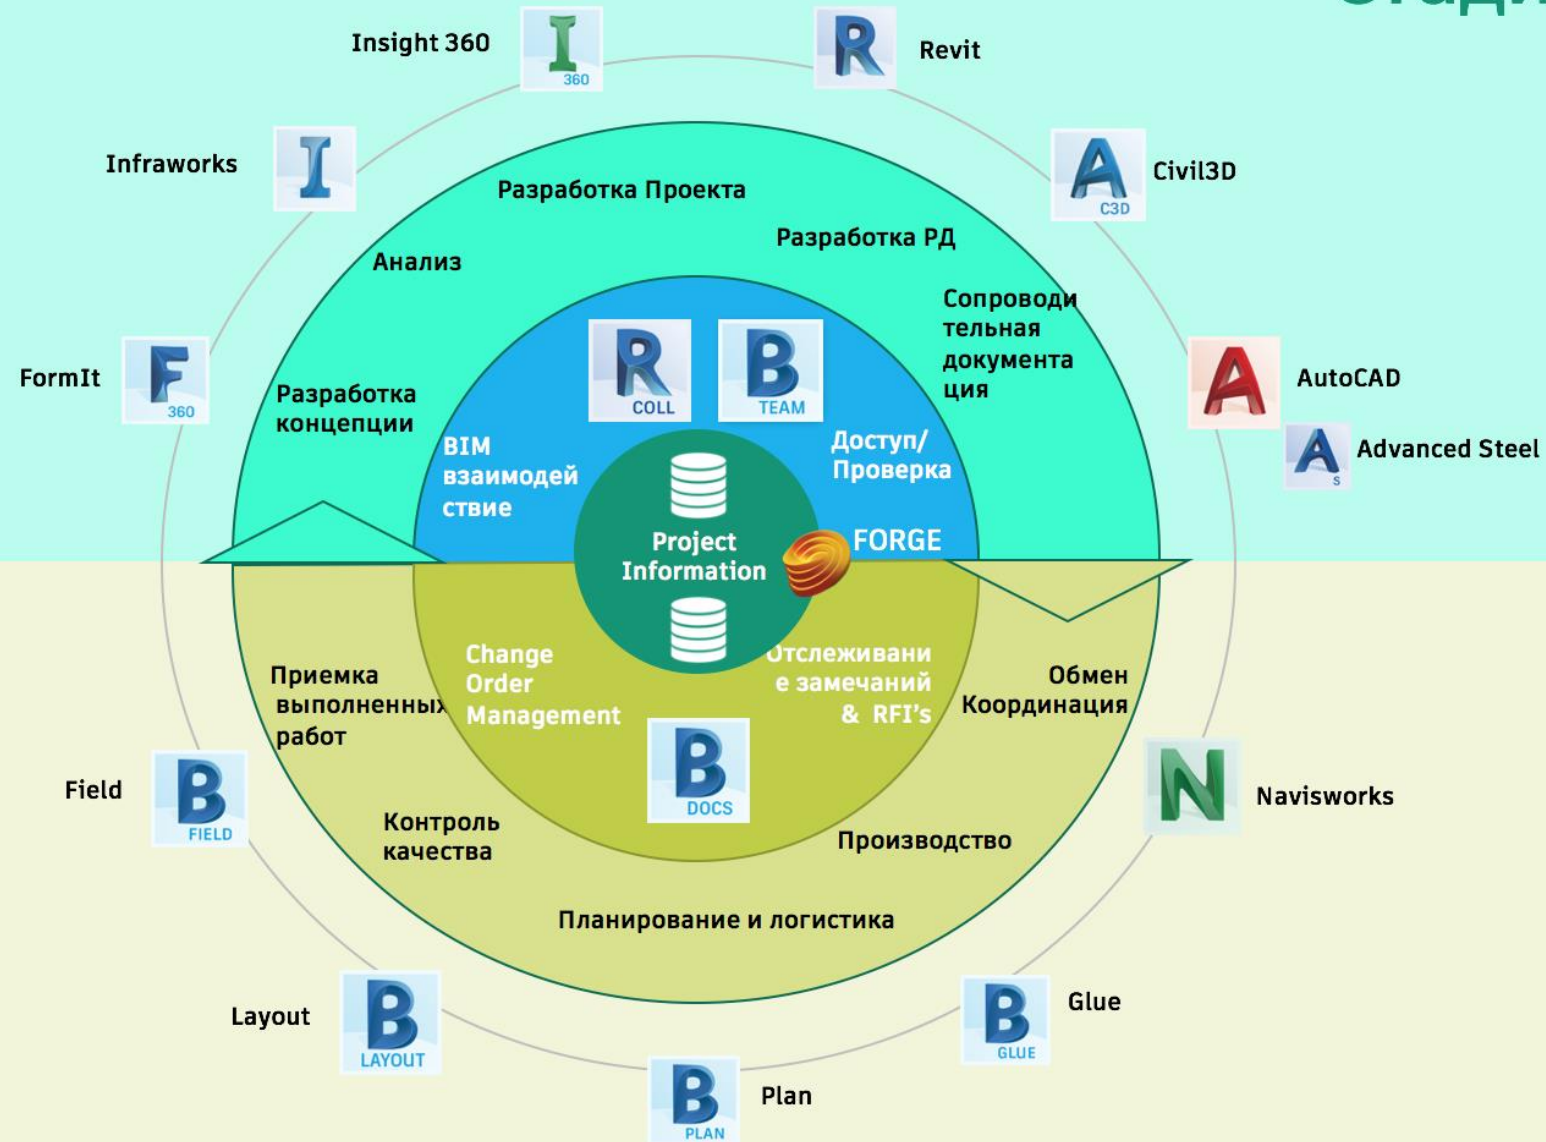 Стади
Insight 360
I
360
R
Revit
Infraworks
I
A
C3D
Civil3D
Разработка Проекта
Разработка РД
Анализ
Сопроводи
тельная
документа
ция
FormIt
F
360
Разработка
концепции
R
COLL
B
TEAM
A
AutoCAD
A
S
Advanced Steel
BIM
взаимодей
ствие
Доступ/
Проверка
FORGE
Project
Information
Change
Order
Management
Отслеживани
е замечаний
& RFI's
Приемка
выполненных
работ
Обмен
Координация
Field
B
FIELD
B
DOCS
N
Navisworks
Контроль
качества
Производство
Планирование и логистика
Layout
B
LAYOUT
B
GLUE
Glue
B
PLAN
Plan